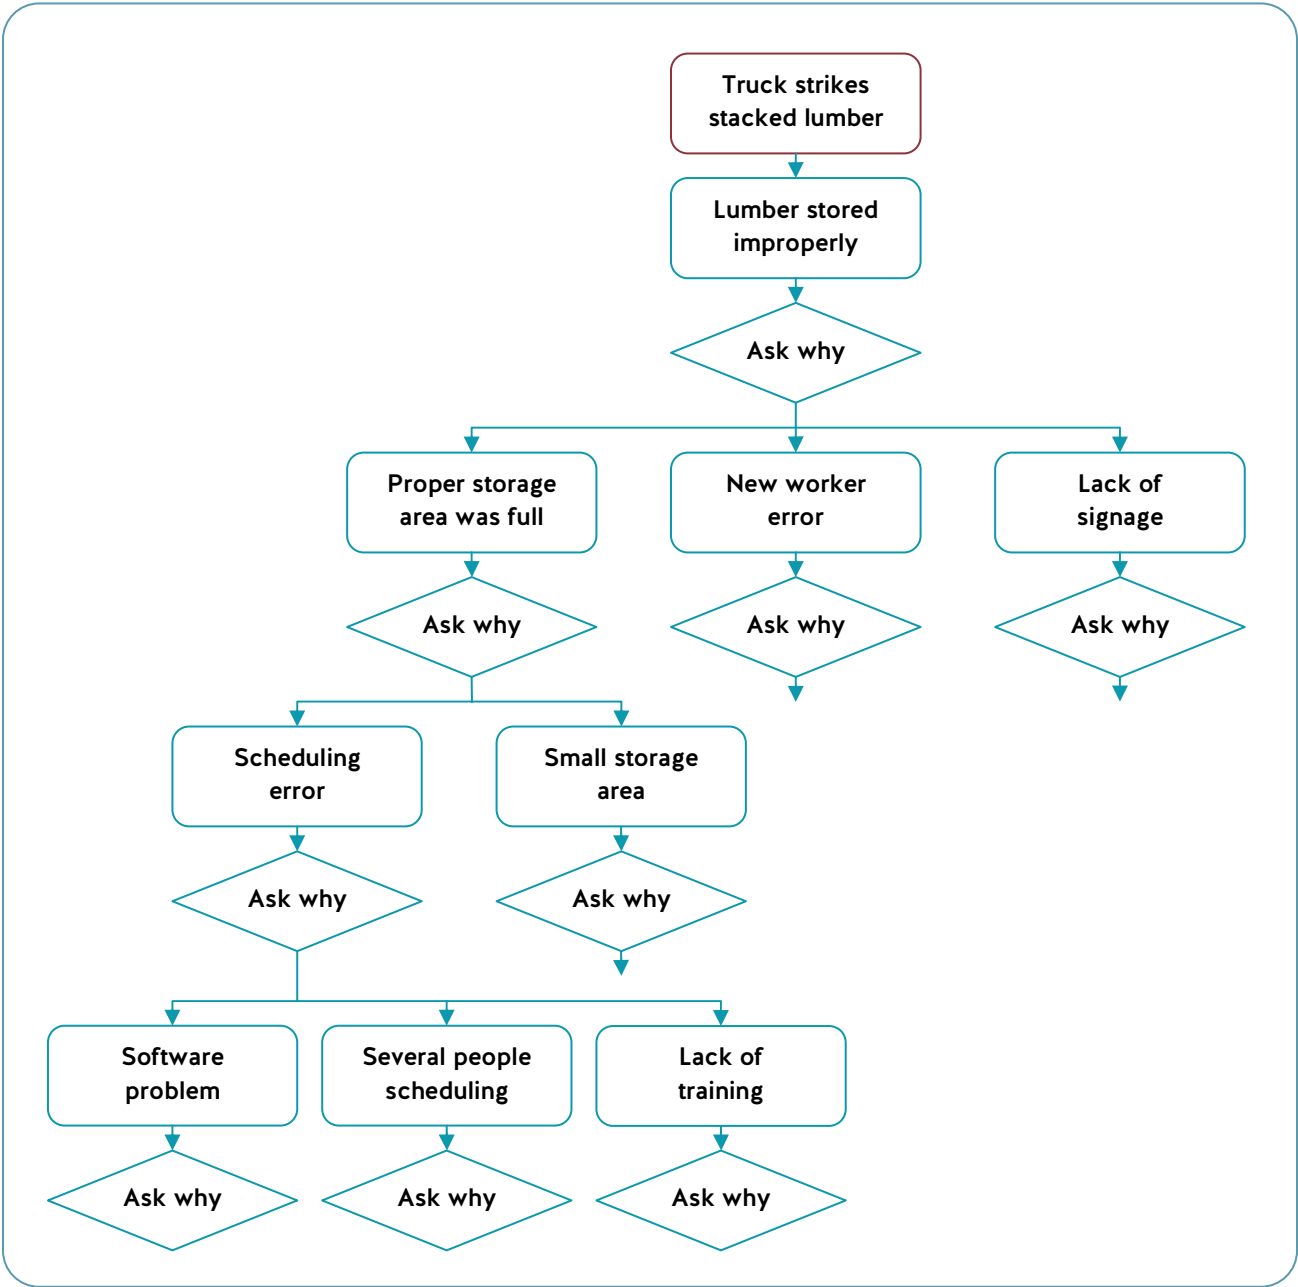 Truck strikes
stacked lumber
Lumber stored
improperly
Ask why
Proper storage
area was full
New worker
error
Lack of
signage
Ask why
Ask why
Ask why
Scheduling
error
Small storage
area
Ask why
Ask why
Software
problem
Several people
scheduling
Lack of
training
Ask why
Ask why
Ask why